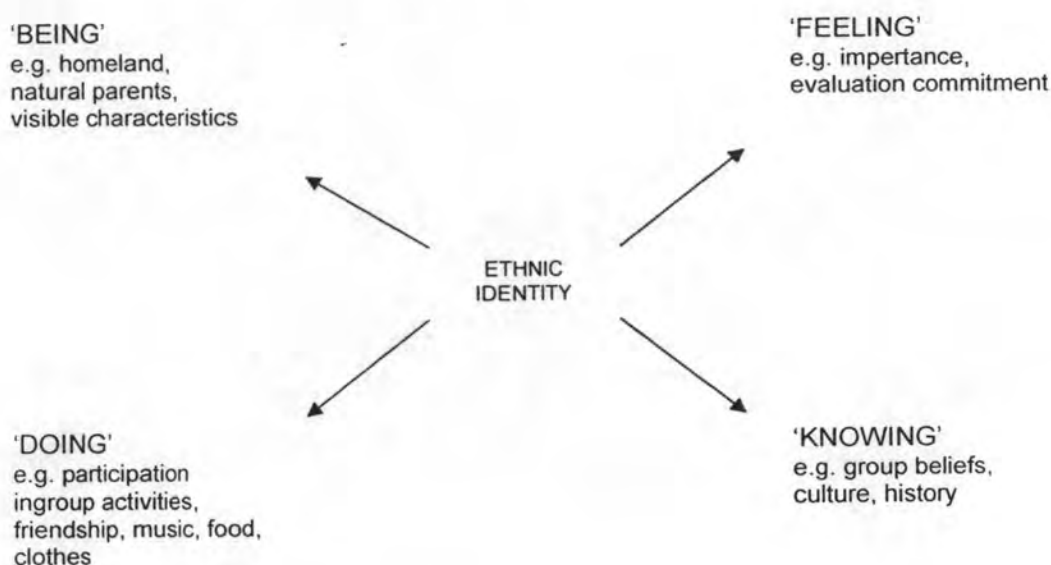 'BEING'
e.g. homeland,
natural parents,
visible characteristics
'FEELING'
e.g. impertance,
evaluation commitment
ETHNIC
IDENTITY
'DOING'
e.g. participation
ingroup activities,
friendship, music, food,
clothes
'KNOWING'
e.g. group beliefs,
culture, history